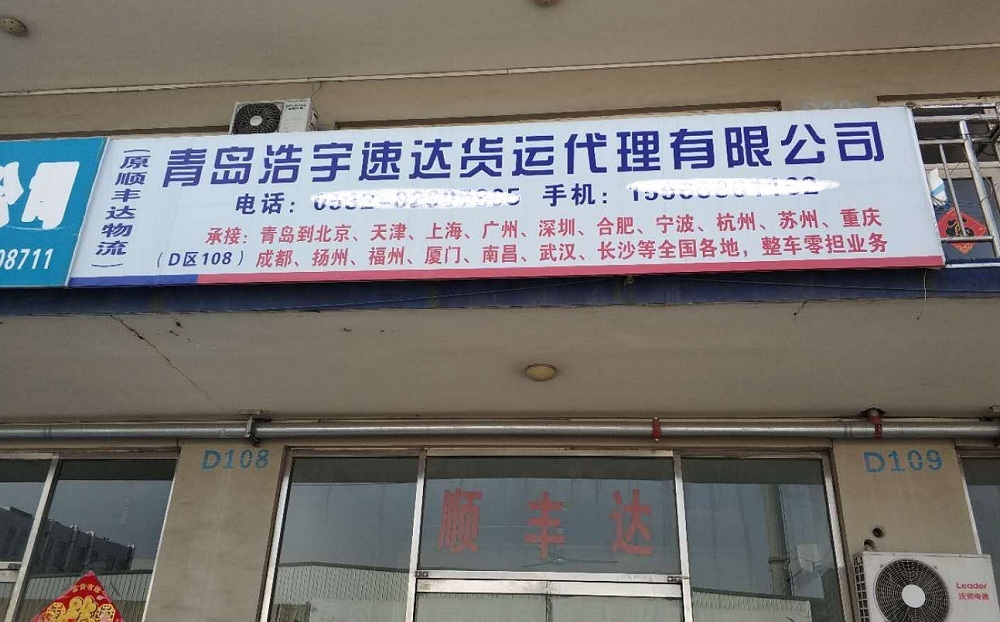 (原顺丰达物流)
青岛浩宇速达货运代理有限公司
电话: 手机:
承接:青岛到北京、天津、上海、广州、深圳、合肥、宁波、杭州、苏州、重庆
(D区108)成都、扬州、福州、厦门、南昌、武汉、长沙等全国各地,整车零担业务
08711
D108
D109
顺丰达
Leader